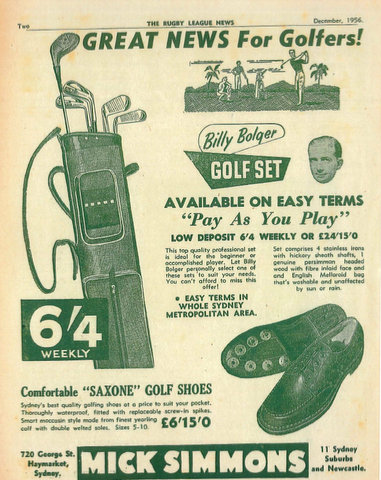 Two
THE RUGBY LEAGUE NEWS
December, 1956.
GREAT NEWS For Golfers!
Billy Bolger
GOLF SET
AVAILABLE ON EASY TERMS
"Pay As You Play"
LOW DEPOSIT 6'4 WEEKLY OR £24/15'0
This top quality professional set
is ideal for the beginner or
accomplished player. Let Billy
Bolger personally select one of
these sets to suit your needs.
You can't afford to miss this
offer!
• EASY TERMS IN
WHOLE SYDNEY
METROPOLITAN AREA.
Set comprises 4 stainless irons
with hickory sheath shafts, 1
genuine persimmon headed
wood with fibre inlaid face and
and English Melloroid bag
that's washable and unaffected
by sun or rain.
6'/4
WEEKLY
Comfortable "SAXONE" GOLF SHOES
Sydney's best quality golfing shoes at a price to suit your pocket.
Thoroughly waterproof, fitted with replaceable screw-in spikes.
Smart moccasin style made from finest yearling
calf with double welted soles. Sizes 5-10.
£6'15'0
720 George St.
Haymarket,
Sydney.
MICK SIMMONS
11 Sydney
Suburbs
and Newcastle.